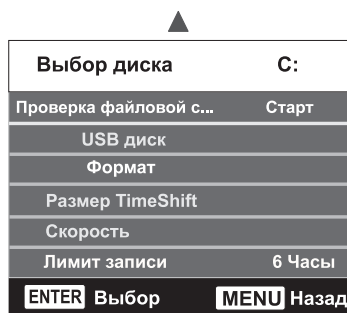 Выбор диска C:
Проверка файловой с... Старт
USB диск
Формат
Размер TimeShift
Скорость
Лимит записи 6 Часы
ENTER Выбор MENU Назад